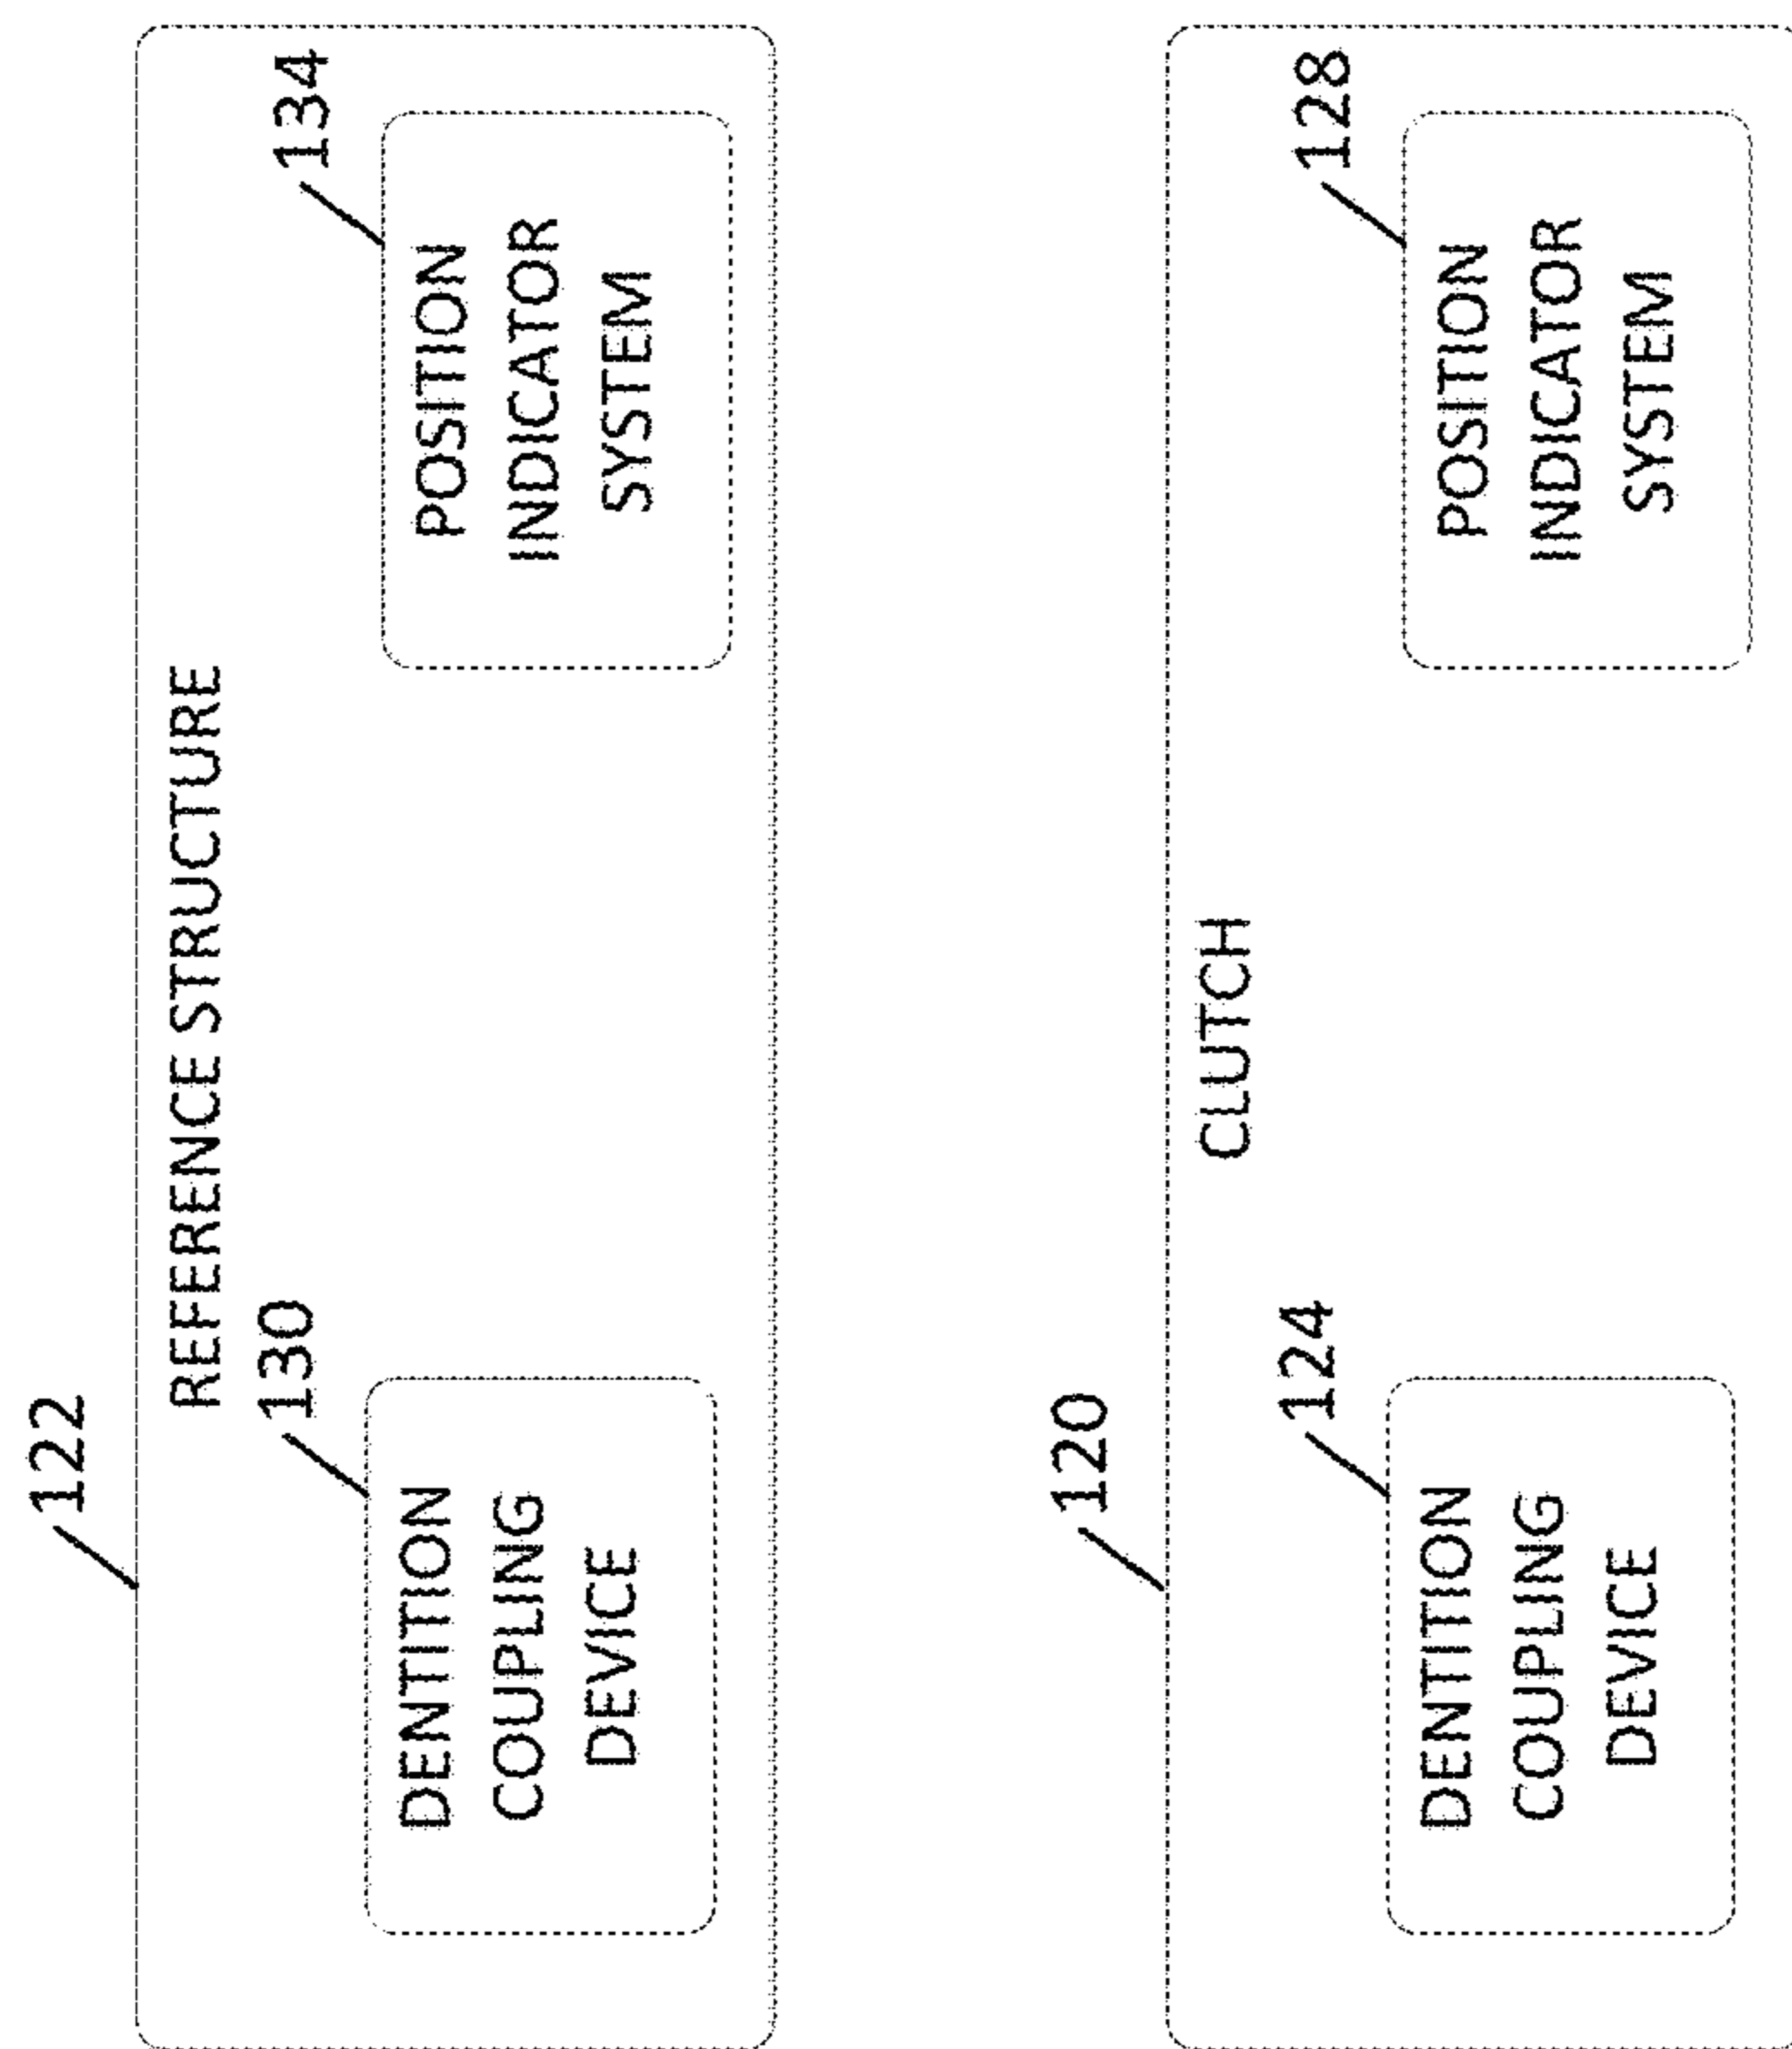 122
REFERENCE STRUCTURE
130
DENTITION
COUPLING
DEVICE
134
POSITION
INDICATOR
SYSTEM
120
CLUTCH
124
DENTITION
COUPLING
DEVICE
128
POSITION
INDICATOR
SYSTEM